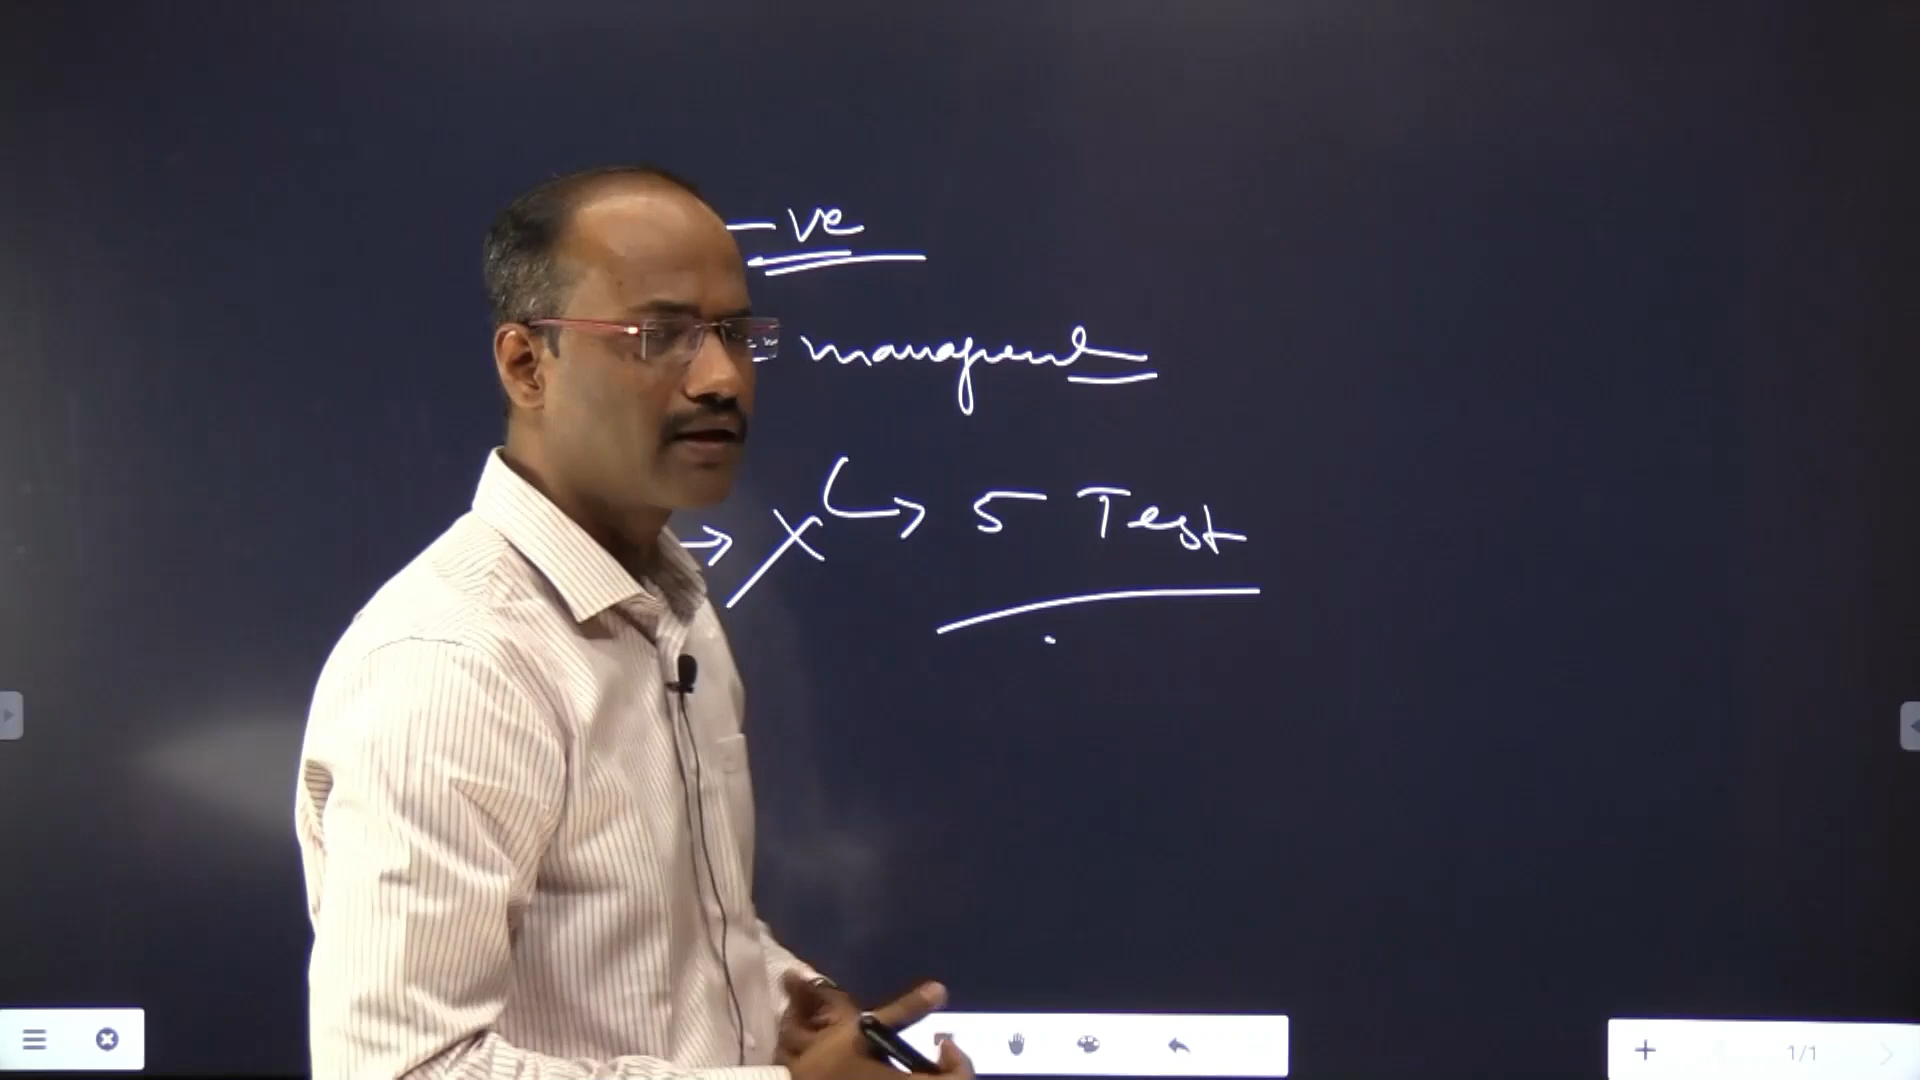 - ve
managment
→ X → 5 Test
1/1